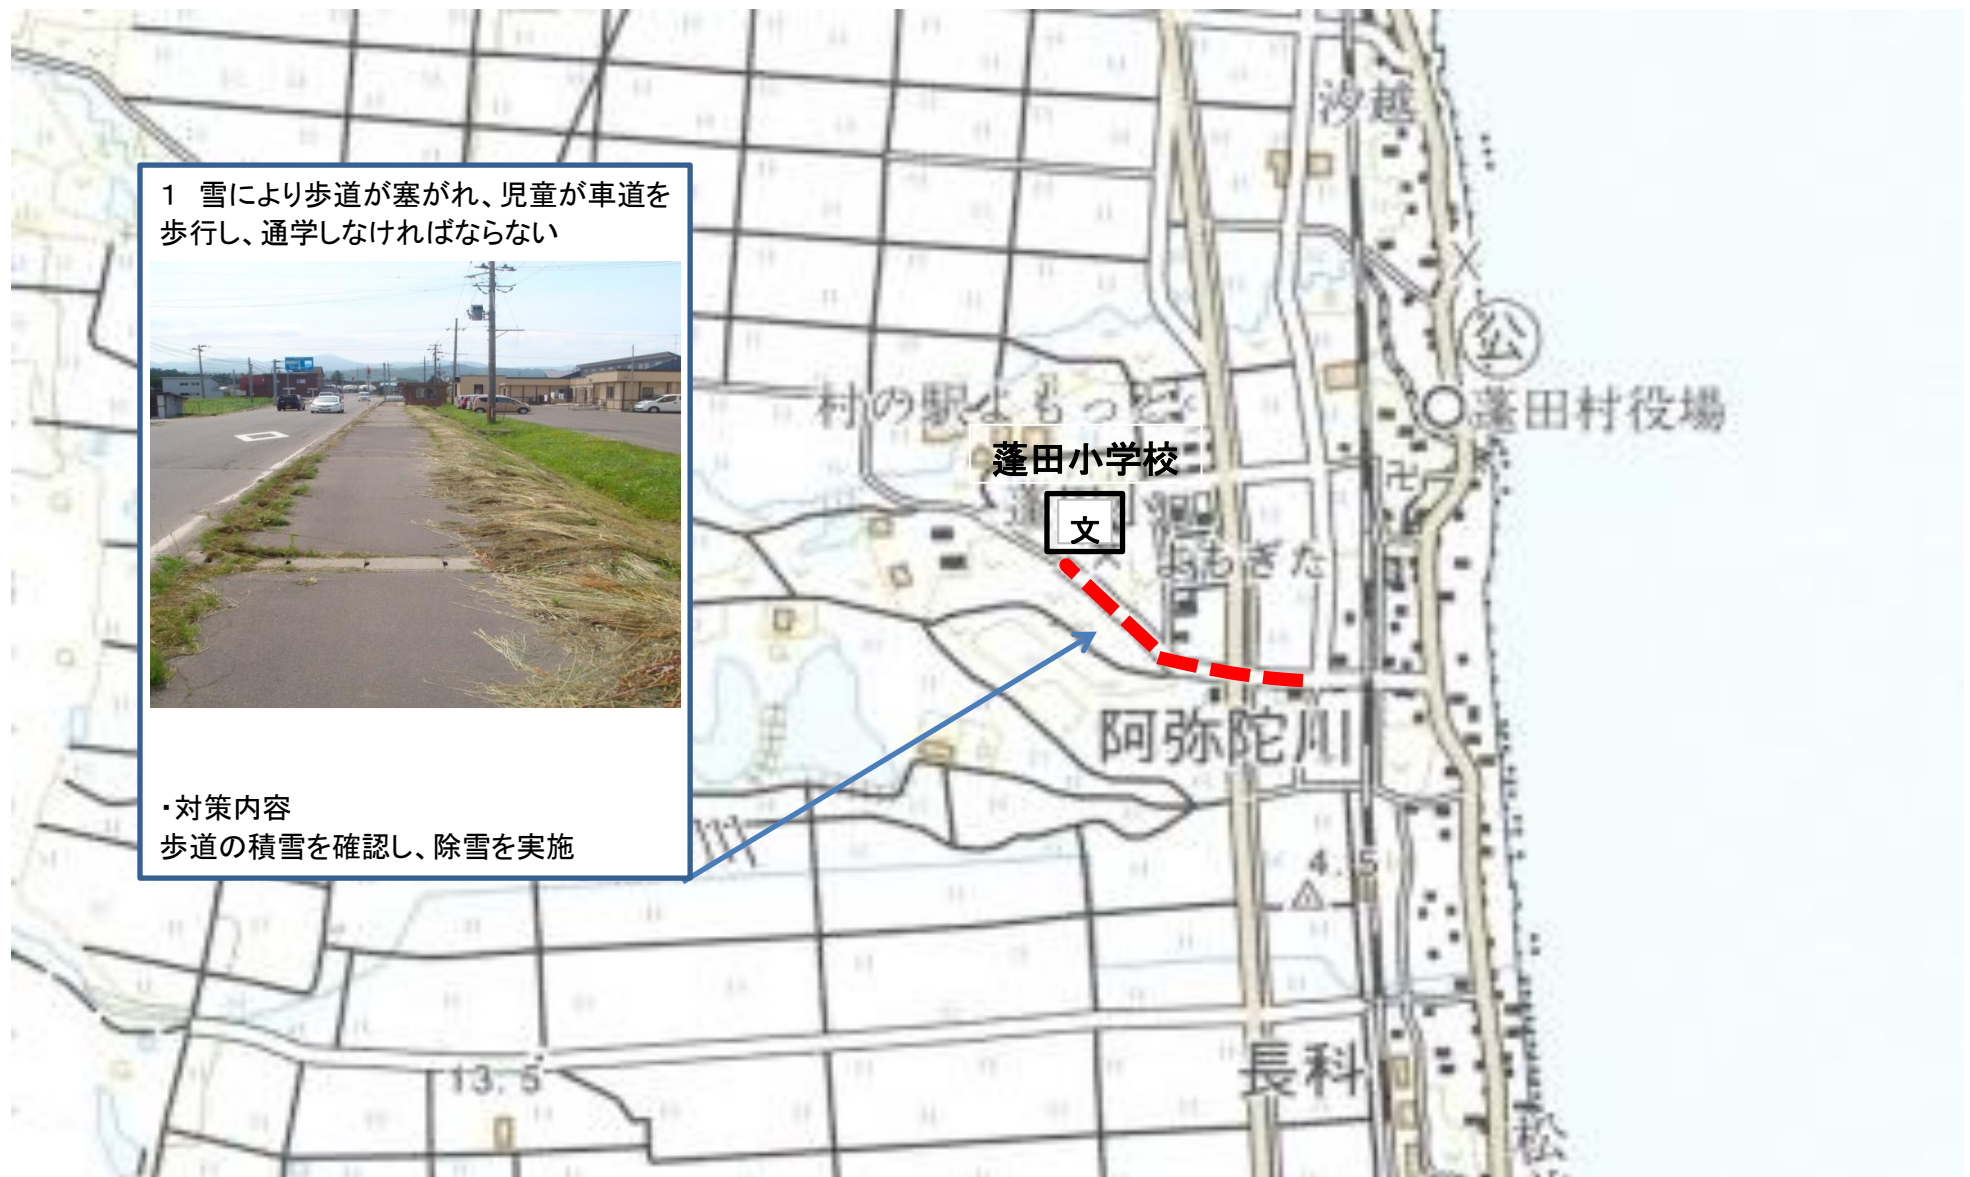 1 雪により歩道が塞がれ、児童が車道を
歩行し、通学しなければならない
・対策内容
歩道の積雪を確認し、除雪を実施
汐越
公
蓬田村役場
村の駅よもっと
蓬田小学校
文
よもぎた
阿弥陀川
4.5
長科
13.5
松